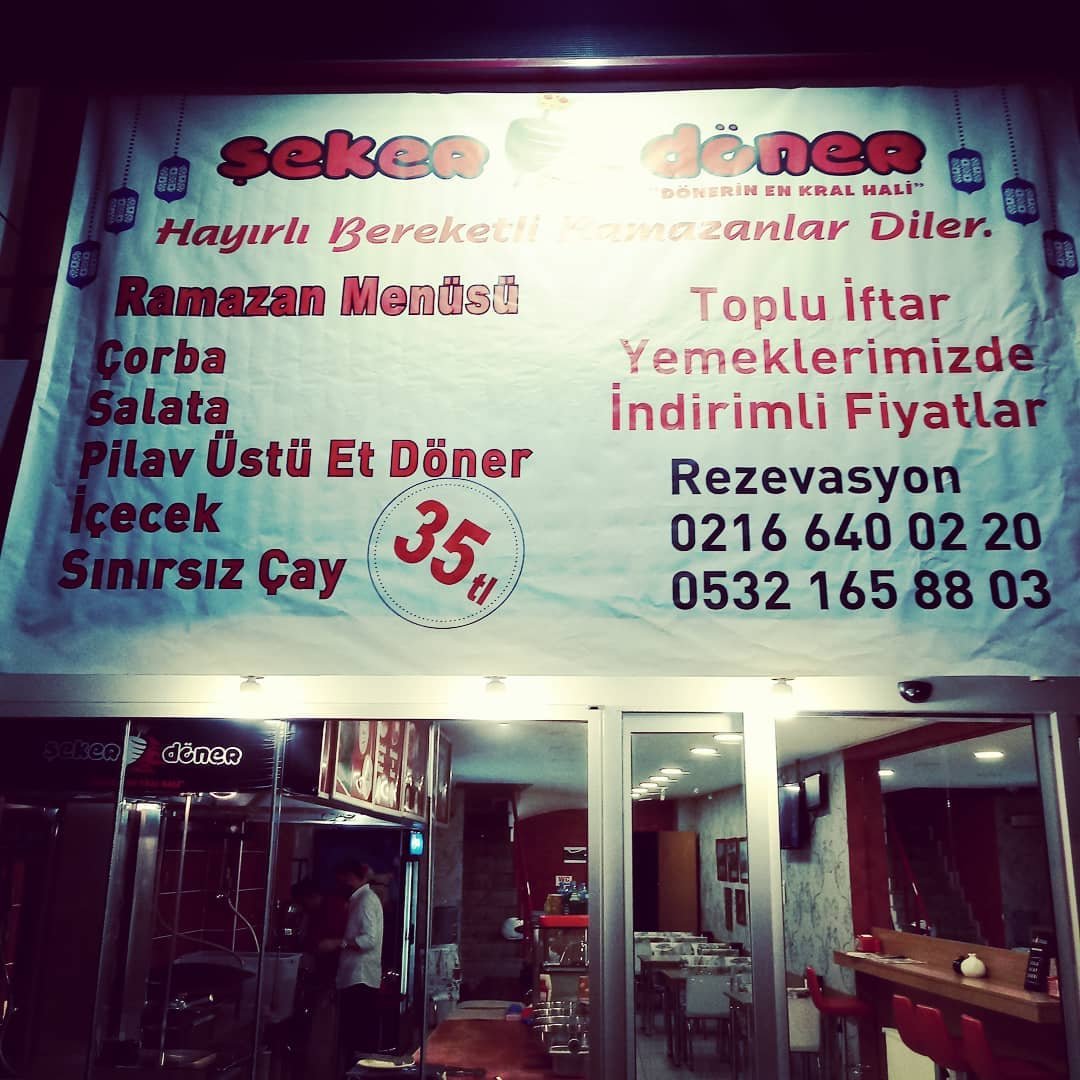 şeker döner
"DÖNERİN EN KRAL HALİ"
Hayırlı Bereketli Ramazanlar Diler.
Ramazan Menüsü
Çorba
Salata
Pilav Üstü Et Döner
İçecek
Sınırsız Çay
35 tl
Toplu İftar
Yemeklerimizde
İndirimli Fiyatlar
Rezevasyon
0216 640 02 20
0532 165 88 03
şeker döner